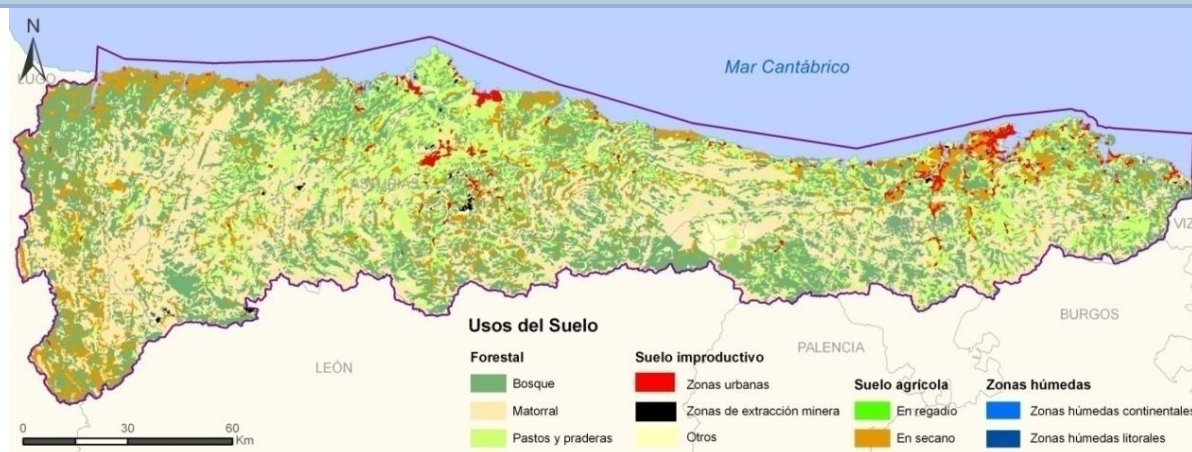 N
LUGO
Mar Cantábrico
ASTURIAS
VIZ
BURGOS
PALENCIA
LEÓN
Usos del Suelo
Forestal
Bosque
Matorral
Pastos y praderas
Suelo improductivo
Zonas urbanas
Zonas de extracción minera
Otros
Suelo agrícola
En regadío
En secano
Zonas húmedas
Zonas húmedas continentales
Zonas húmedas litorales
0 30 60
Km